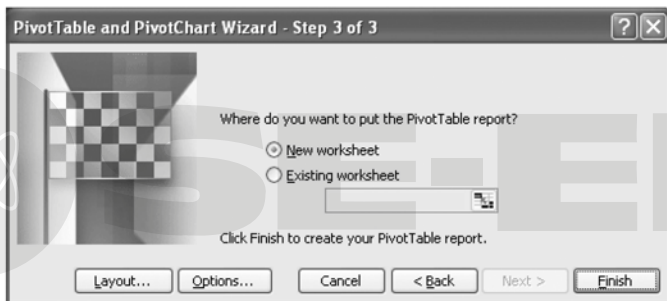 PivotTable and PivotChart Wizard - Step 3 of 3
Where do you want to put the PivotTable report?
New worksheet
Existing worksheet
Click Finish to create your PivotTable report.
Layout... Options... Cancel < Back Next > Finish